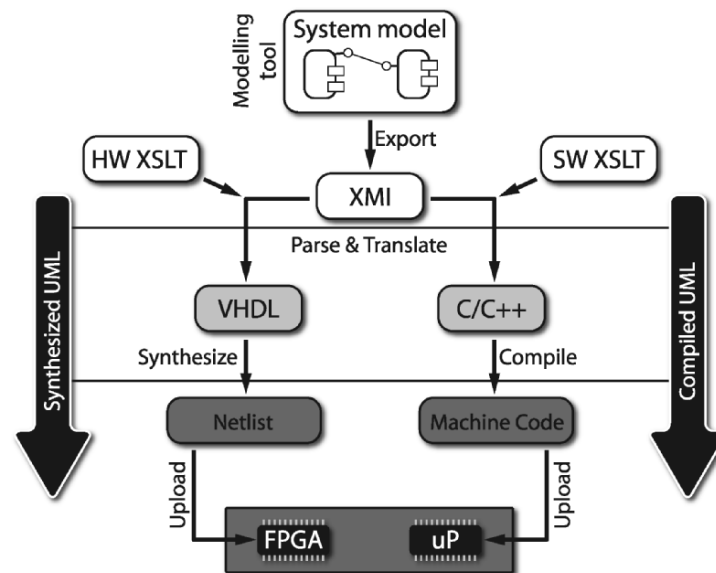 System model
Modelling
tool
Export
HW XSLT
SW XSLT
XMI
Parse & Translate
Synthesized UML
Compiled UML
VHDL
C/C++
Synthesize
Compile
Netlist
Machine Code
Upload
Upload
FPGA
uP